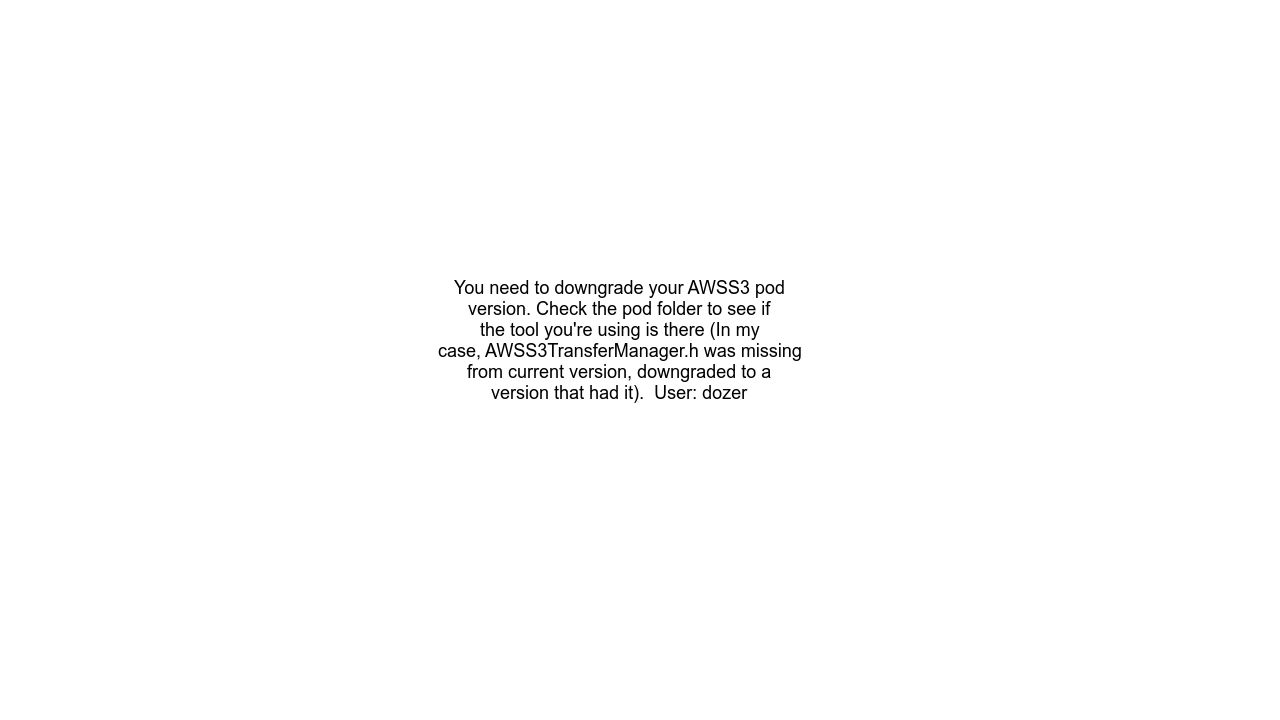 You need to downgrade your AWSS3 pod
version. Check the pod folder to see if
the tool you're using is there (In my
case, AWSS3TransferManager.h was missing
from current version, downgraded to a
version that had it).  User: dozer